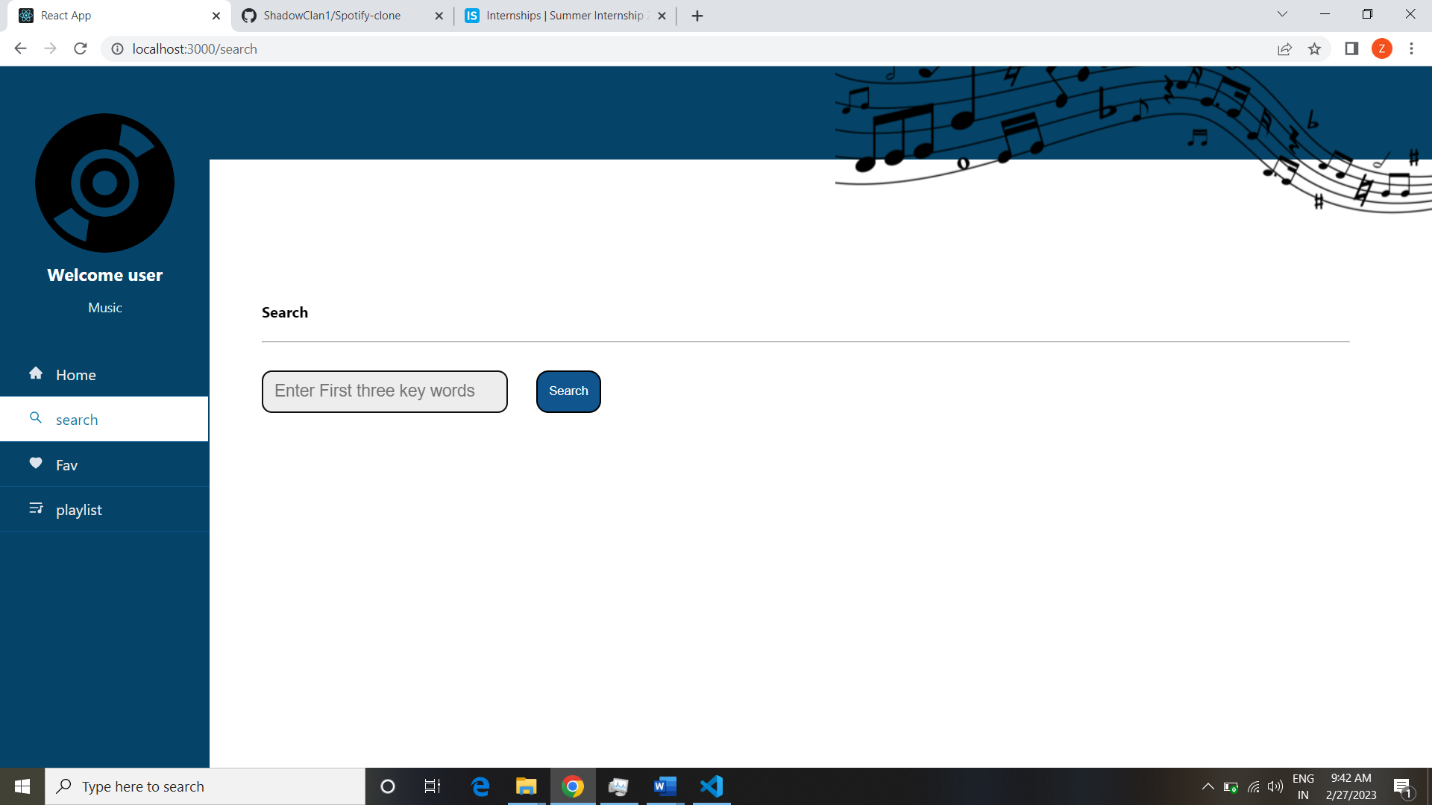 React App
ShadowClan1/Spotify-clone
Internships | Summer Internship
localhost:3000/search
Z
Welcome user
Music
Home
search
Fav
playlist
Search
Enter First three key words
Search
Type here to search
ENG
IN
9:42 AM
2/27/2023
1